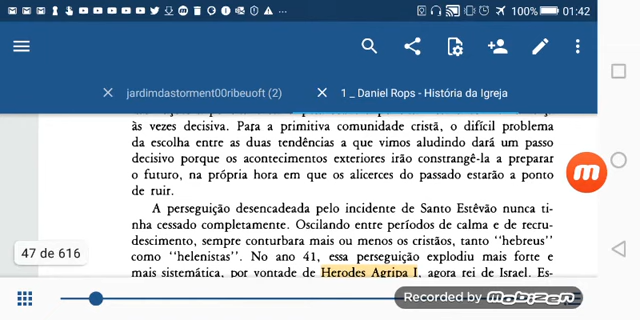 100% 01:42
jardimdastorment00ribeuoft (2)
1 _ Daniel Rops - História da Igreja
às vezes decisiva. Para a primitiva comunidade cristã, o difícil problema
da escolha entre as duas tendências a que vimos aludindo dará um passo
decisivo porque os acontecimentos exteriores irão constrangê-la a preparar
o futuro, na própria hora em que os alicerces do passado estarão a ponto
de ruir.
A perseguição desencadeada pelo incidente de Santo Estêvão nunca ti-
nha cessado completamente. Oscilando entre períodos de calma e de recru-
descimento, sempre conturbara mais ou menos os cristãos, tanto "hebreus"
como "helenistas". No ano 41, essa perseguição explodiu mais forte e
mais sistemática, por vontade de Herodes Agripa I, agora rei de Israel. Es-
47 de 616
Recorded by Mobizen